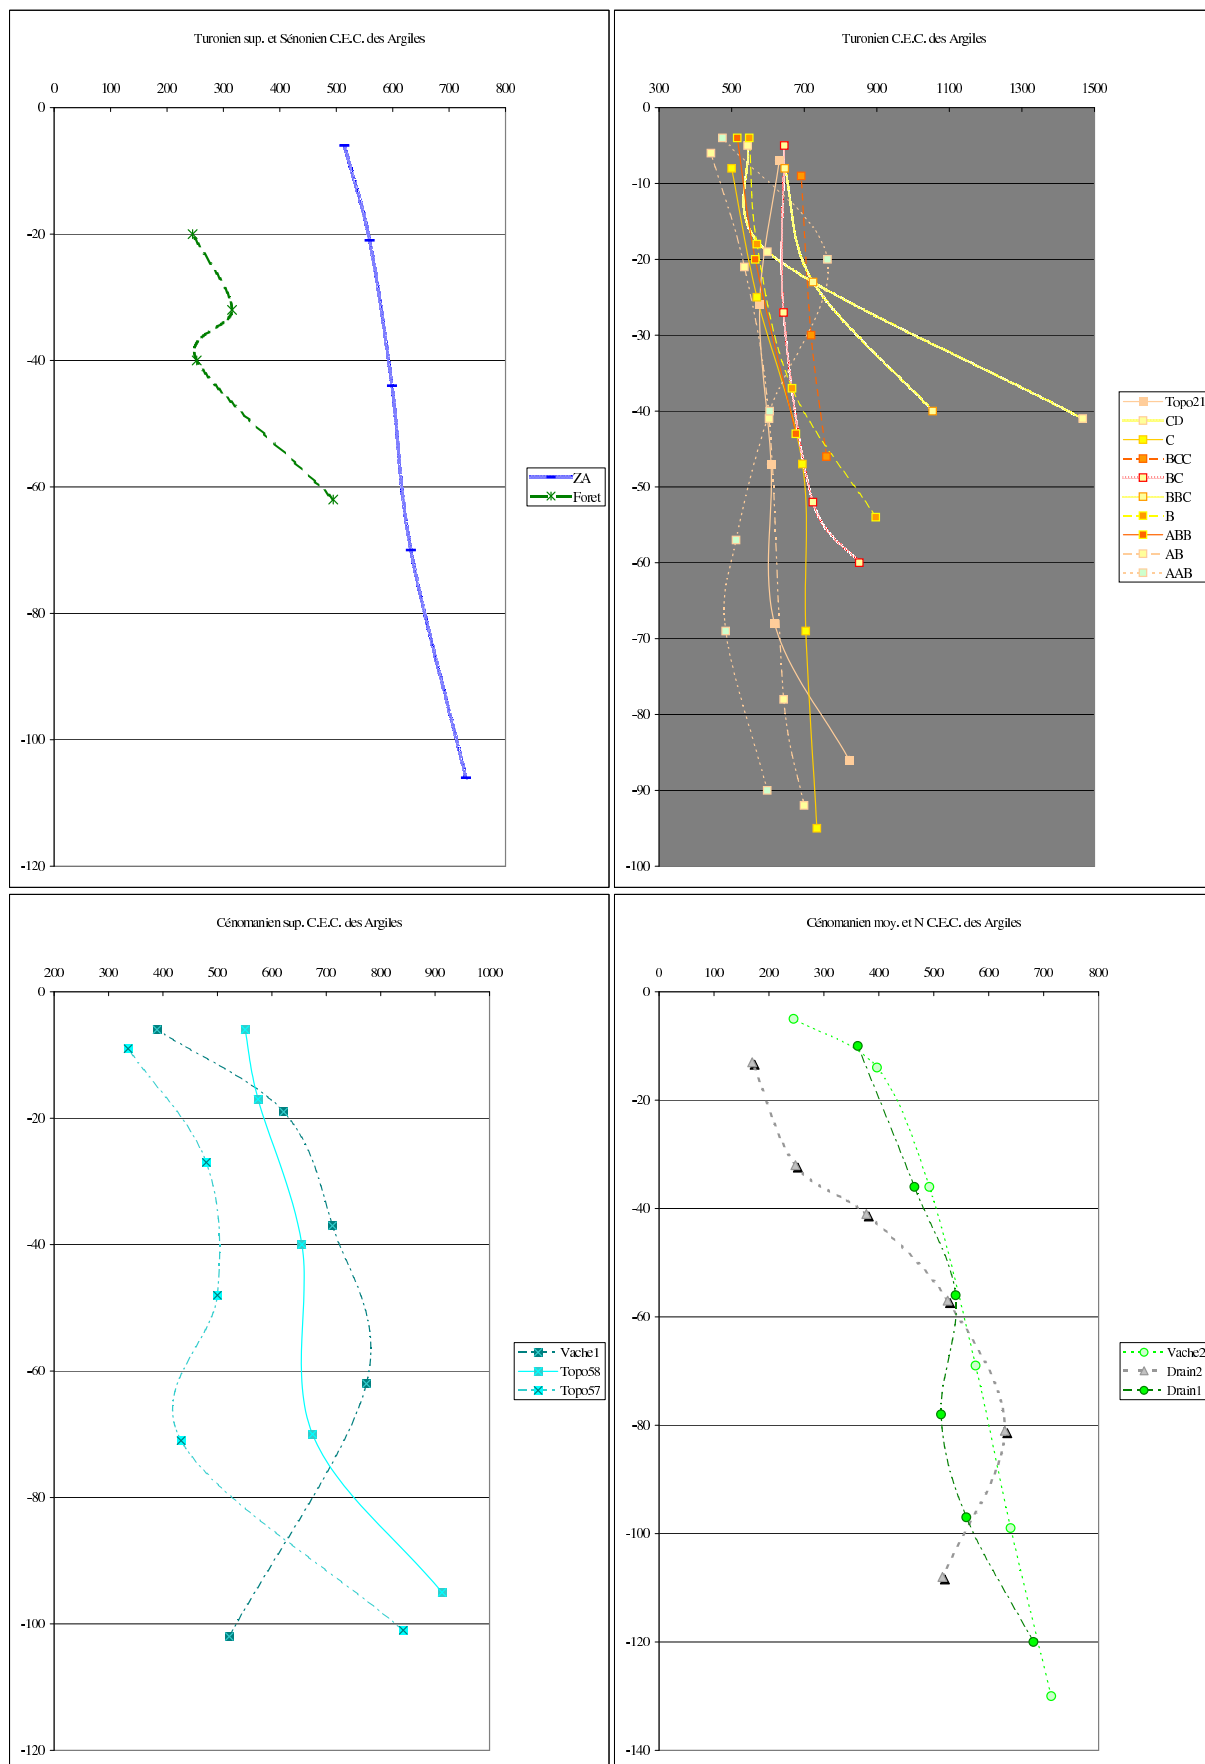 Turonien sup. et Sénonien C.E.C. des Argiles
0 100 200 300 400 500 600 700 800
0
-20
-40
-60
-80
-100
-120
ZA
Foret
Turonien C.E.C. des Argiles
300 500 700 900 1100 1300 1500
0
-10
-20
-30
-40
-50
-60
-70
-80
-90
-100
Topo21
CD
C
BCC
BC
BBC
B
ABB
AB
AAB
Cénomanien sup. C.E.C. des Argiles
200 300 400 500 600 700 800 900 1000
0
-20
-40
-60
-80
-100
-120
Vache1
Topo58
Topo57
Cénomanien moy. et N C.E.C. des Argiles
0 100 200 300 400 500 600 700 800
0
-20
-40
-60
-80
-100
-120
-140
Vache2
Drain2
Drain1